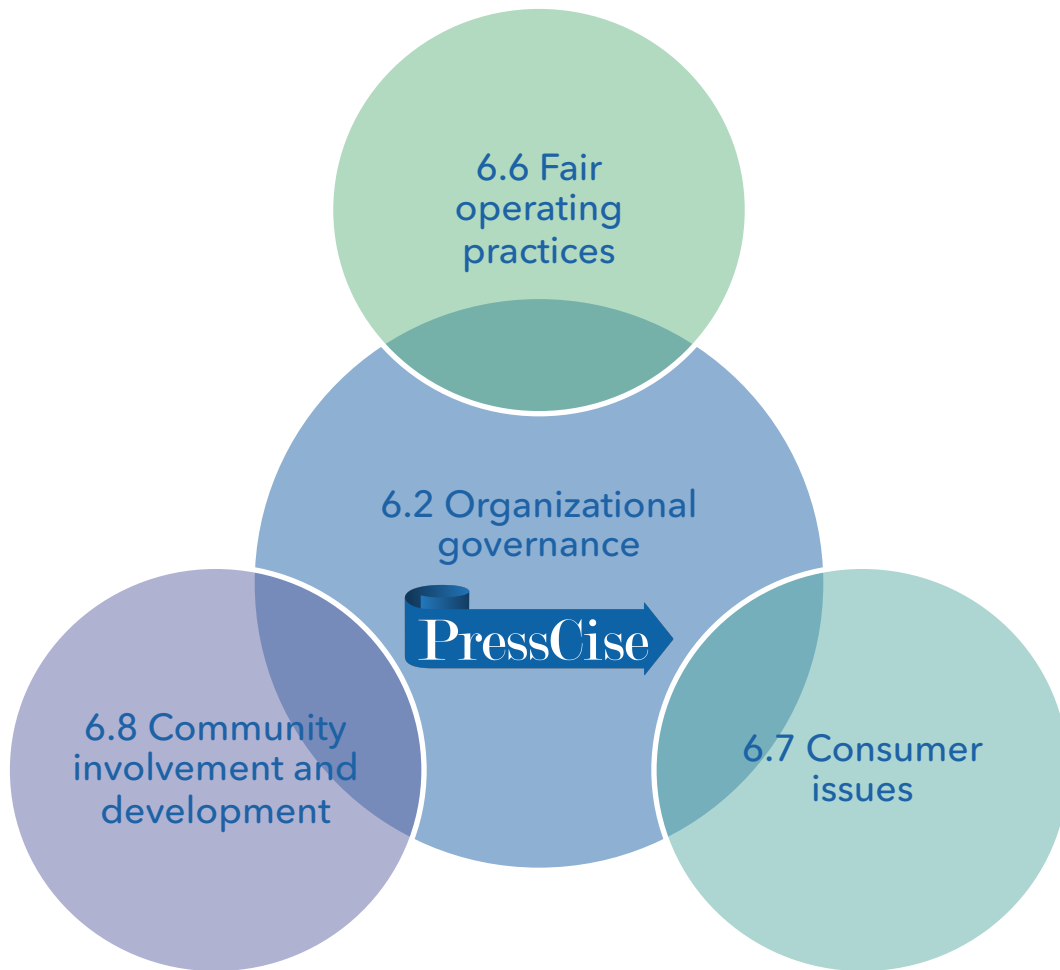 6.6 Fair
operating
practices
6.2 Organizational
governance
PressCise
6.8 Community
involvement and
development
6.7 Consumer
issues